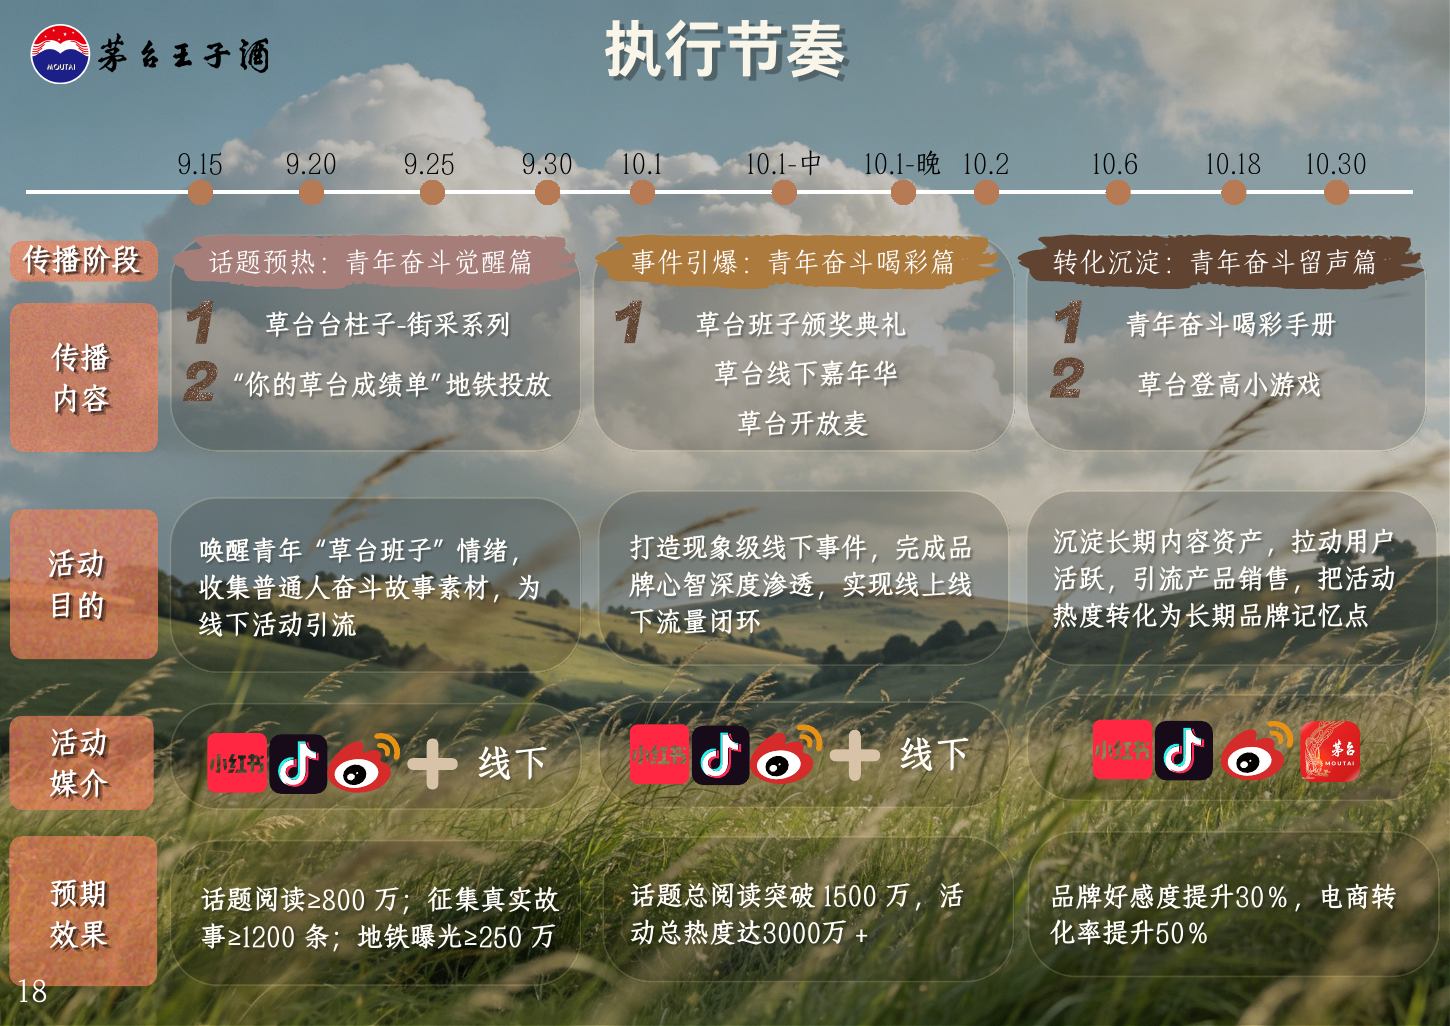 MOUTAI
茅台王子酒
执行节奏
9.15 9.20 9.25 9.30 10.1 10.1-中 10.1-晚 10.2 10.6 10.18 10.30
传播阶段
话题预热：青年奋斗觉醒篇
事件引爆：青年奋斗喝彩篇
转化沉淀：青年奋斗留声篇
传播
内容
1 草台台柱子-街采系列
2 “你的草台成绩单”地铁投放
1 草台班子颁奖典礼
草台线下嘉年华
草台开放麦
1 青年奋斗喝彩手册
2 草台登高小游戏
活动
目的
唤醒青年“草台班子”情绪，
收集普通人奋斗故事素材，为
线下活动引流
打造现象级线下事件，完成品
牌心智深度渗透，实现线上线
下流量闭环
沉淀长期内容资产，拉动用户
活跃，引流产品销售，把活动
热度转化为长期品牌记忆点
活动
媒介
小红书 线下
小红书 线下
小红书 茅台
MOUTAI
预期
效果
话题阅读≥800 万；征集真实故
事≥1200 条；地铁曝光≥250 万
话题总阅读突破 1500 万，活
动总热度达3000万 +
品牌好感度提升30%，电商转
化率提升50%
18